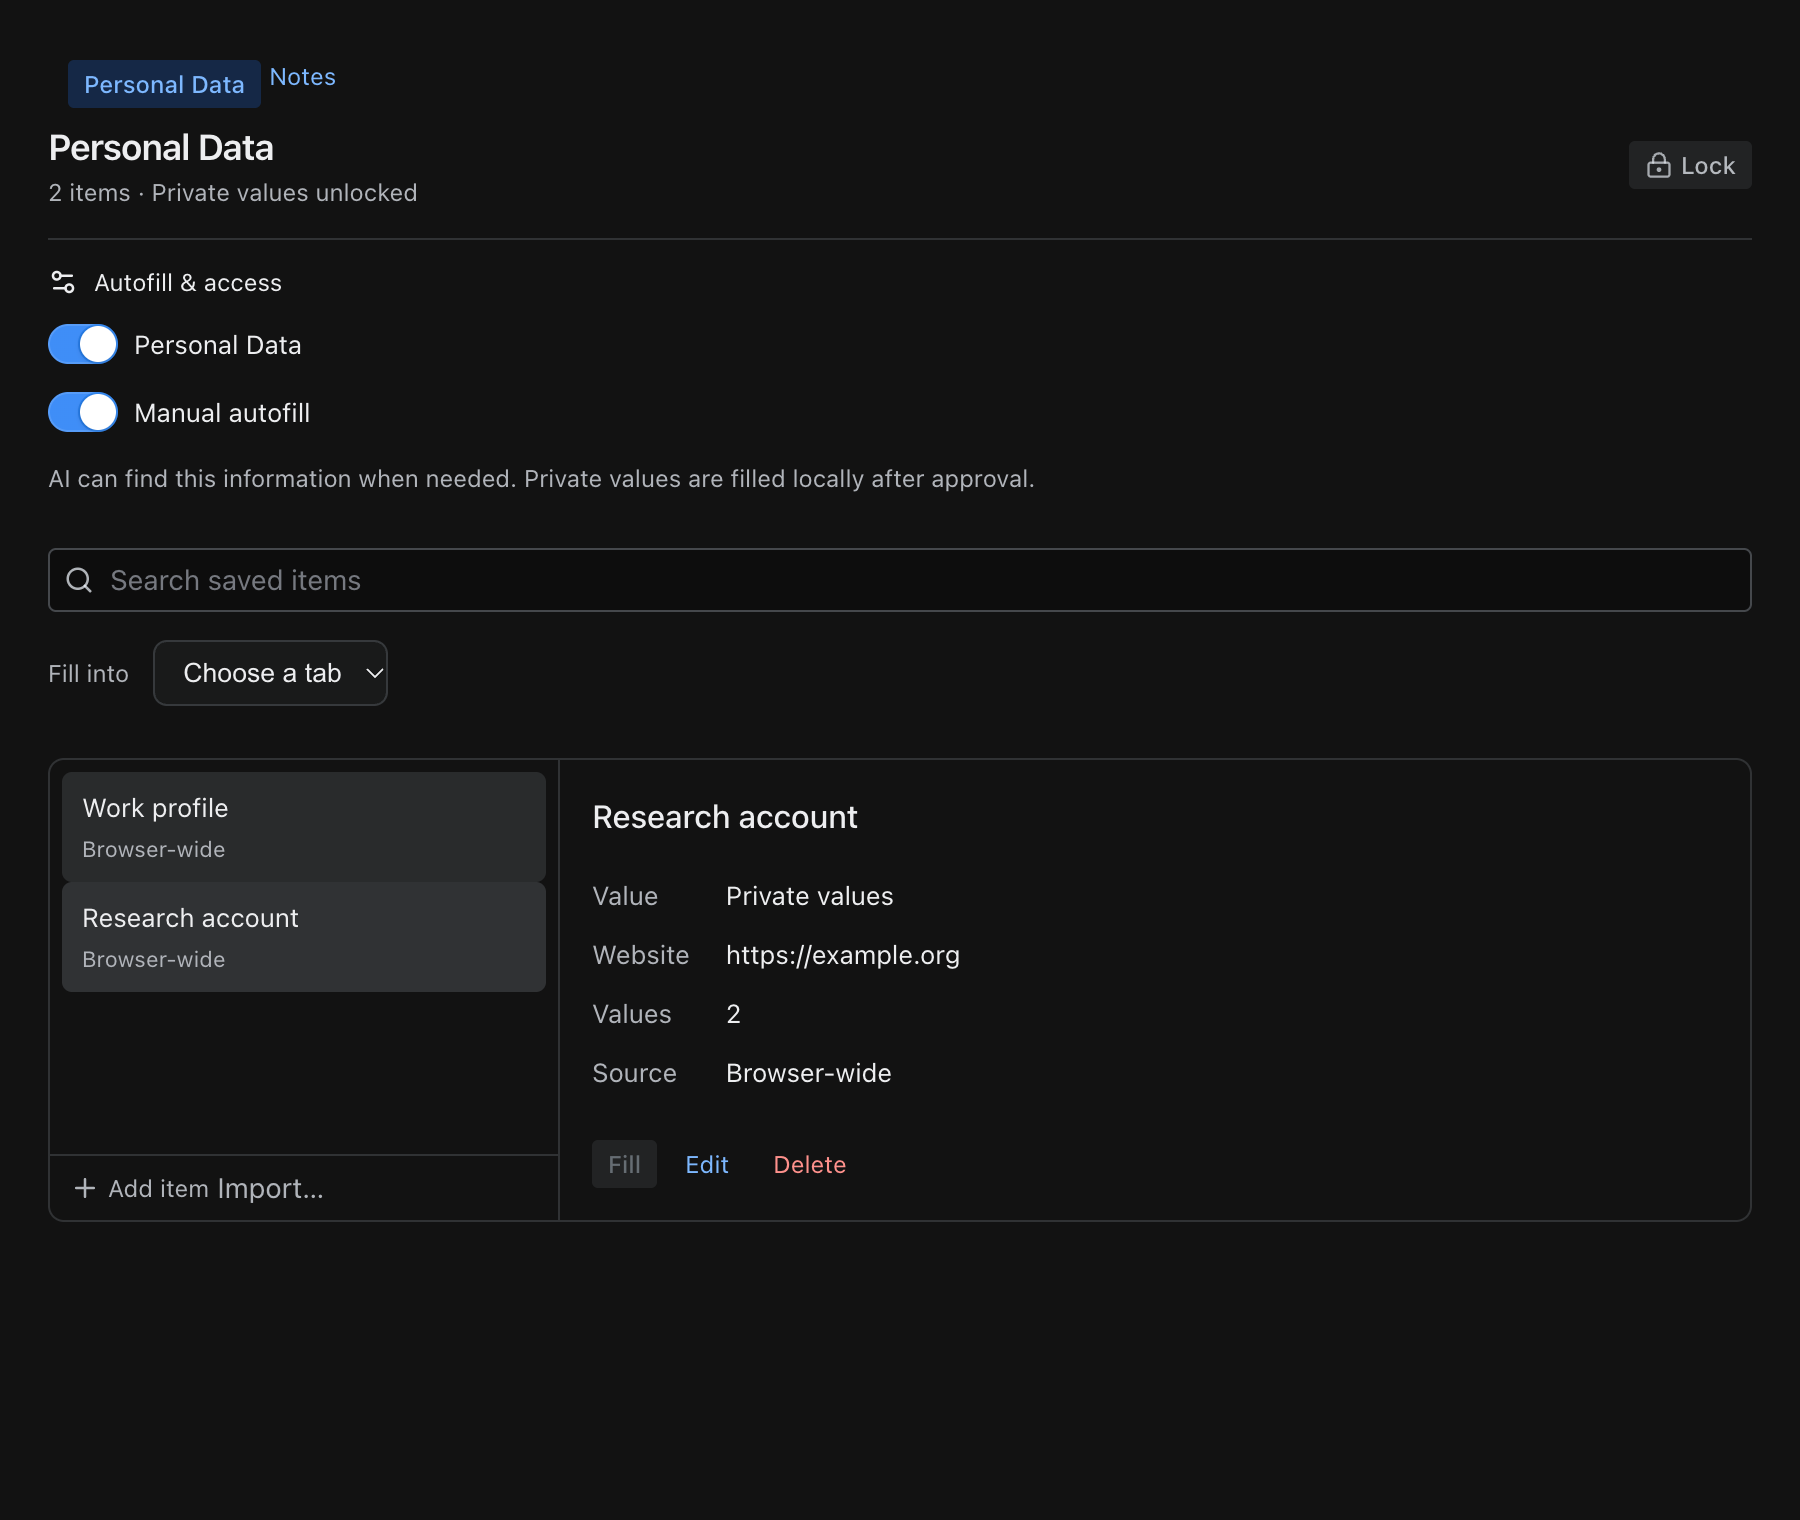 Personal Data Notes
Personal Data
Lock
2 items · Private values unlocked
Autofill & access
Personal Data
Manual autofill
AI can find this information when needed. Private values are filled locally after approval.
Search saved items
Fill into Choose a tab
Work profile
Browser-wide
Research account
Browser-wide
+ Add item Import...
Research account
Value Private values
Website https://example.org
Values 2
Source Browser-wide
Fill Edit Delete